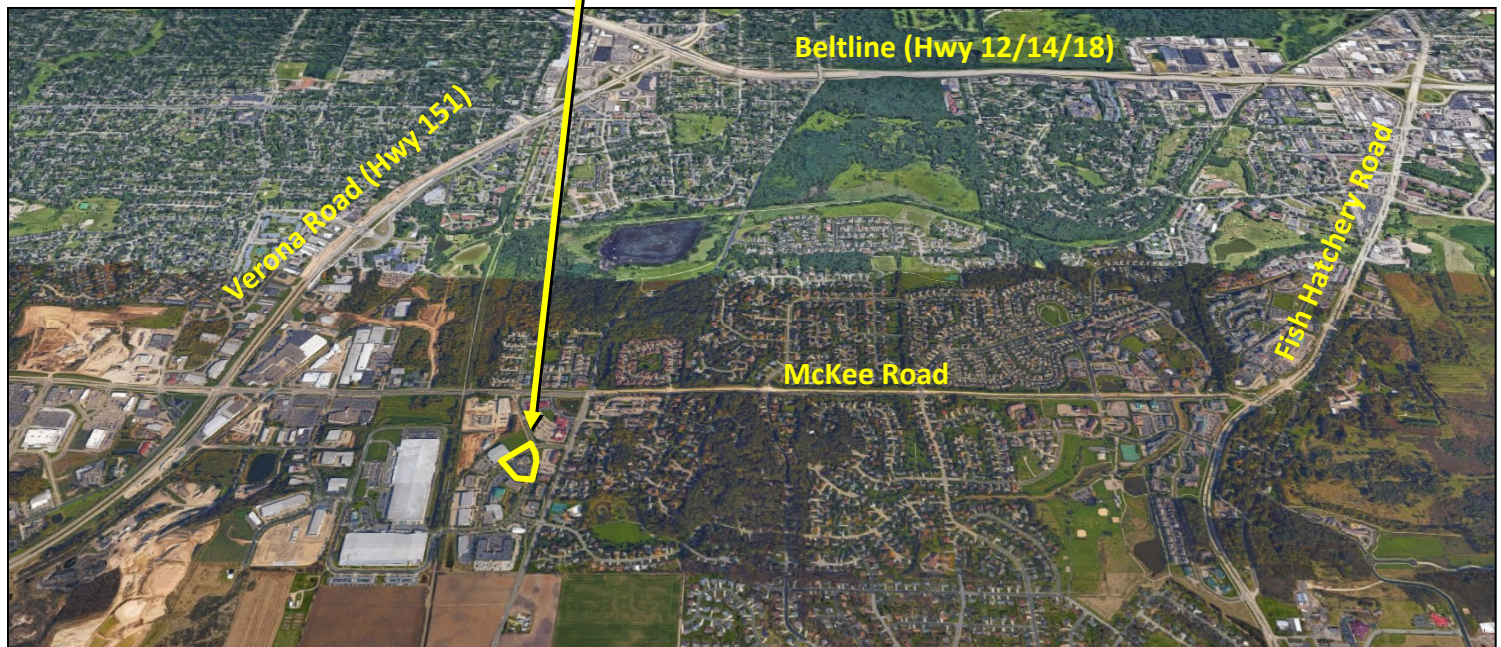 Beltline (Hwy 12/14/18)
Verona Road (Hwy 151)
Fish Hatchery Road
McKee Road